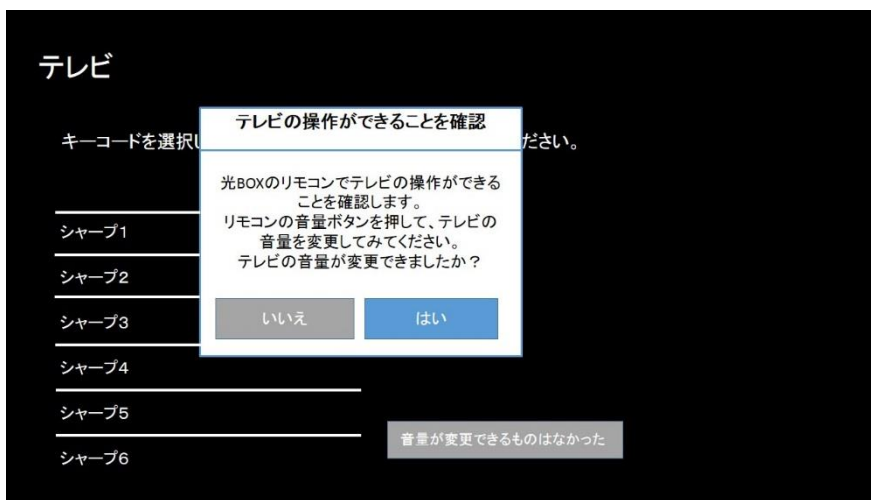 テレビ
キーコードを選択し
ださい。
テレビの操作ができることを確認
光BOXのリモコンでテレビの操作ができる
ことを確認します。
リモコンの音量ボタンを押して、テレビの
音量を変更してみてください。
テレビの音量が変更できましたか？
いいえ
はい
シャープ1
シャープ2
シャープ3
シャープ4
シャープ5
シャープ6
音量が変更できるものはなかった